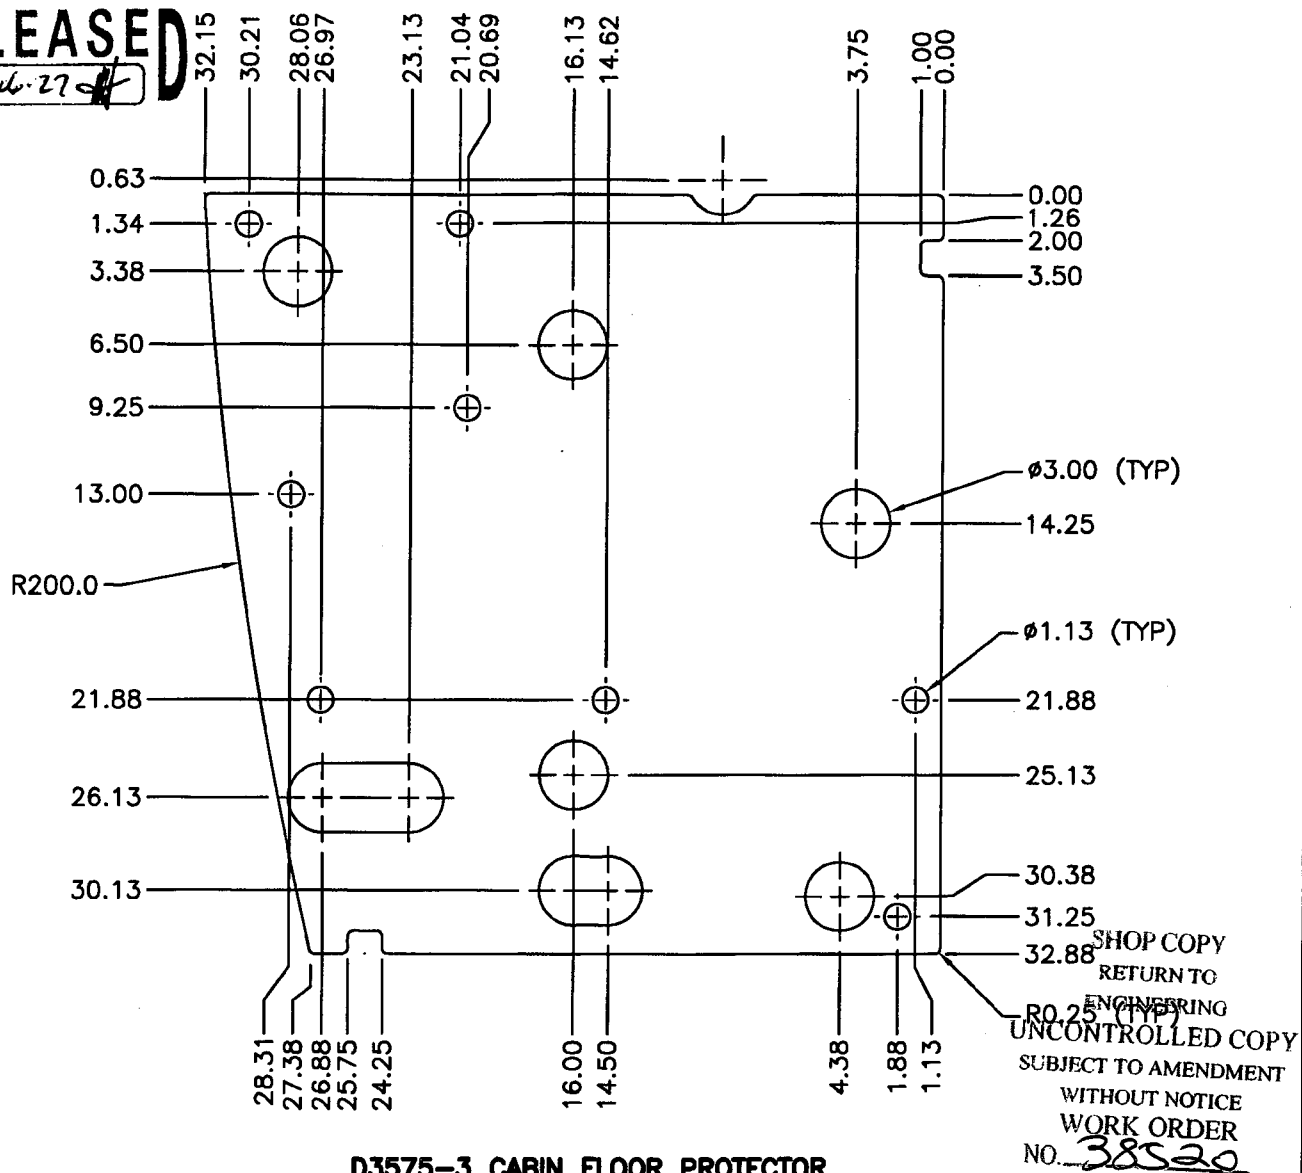 LEASED
32.15
30.21
28.06
26.97
23.13
21.04
20.69
16.13
14.62
3.75
1.00
0.00
0.63
1.34
3.38
6.50
9.25
13.00
R200.0
21.88
26.13
30.13
0.00
1.26
2.00
3.50
ø3.00 (TYP)
14.25
ø1.13 (TYP)
21.88
25.13
30.38
31.25
32.88
R0.25 (TYP)
SHOP COPY
RETURN TO
ENGINEERING
UNCONTROLLED COPY
SUBJECT TO AMENDMENT
WITHOUT NOTICE
WORK ORDER
NO. 38520
28.31
27.38
26.88
25.75
24.25
16.00
14.50
4.38
1.88
1.13
D3575-3 CABIN FLOOR PROTECTOR